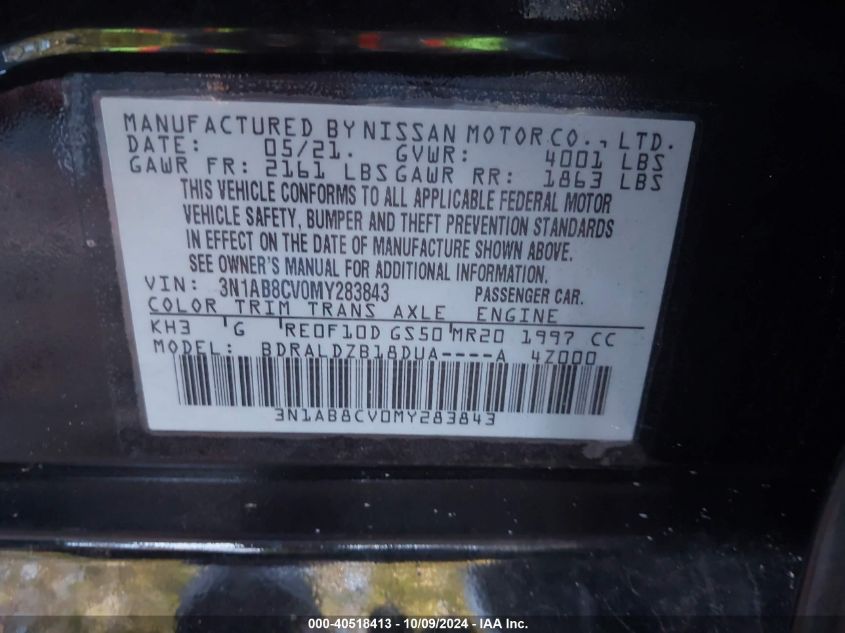 MANUFACTURED BY NISSAN MOTOR CO., LTD.
DATE: 05/21. GVWR: 4001 LBS
GAWR FR: 2161 LBS GAWR RR: 1863 LBS
THIS VEHICLE CONFORMS TO ALL APPLICABLE FEDERAL MOTOR
VEHICLE SAFETY, BUMPER AND THEFT PREVENTION STANDARDS
IN EFFECT ON THE DATE OF MANUFACTURE SHOWN ABOVE.
SEE OWNER'S MANUAL FOR ADDITIONAL INFORMATION.
VIN: 3N1AB8CV0MY283843 PASSENGER CAR.
COLOR TRIM TRANS AXLE ENGINE
KH3 G RE0F10D GS50 MR20 1997 CC
MODEL: BDRALDZB18DUA----A 4Z000
3N1AB8CV0MY283843
000-40518413 - 10/09/2024 - IAA Inc.